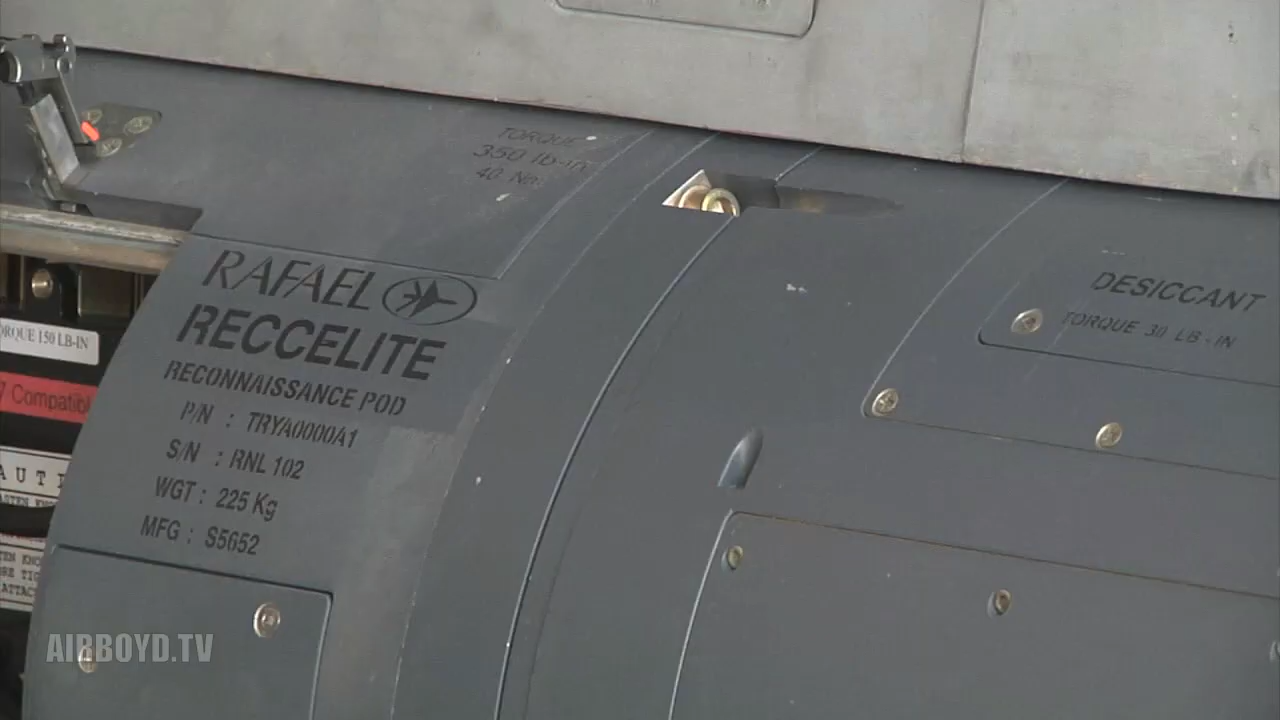 TORQUE
350 lb-in
40 Nm
RAFAEL
RECCELITE
RECONNAISSANCE POD
P/N : TRYA0000A1
S/N : RNL 102
WGT : 225 Kg
MFG : S5652
DESICCANT
TORQUE 30 LB-IN
TORQUE 150 LB-IN
Compatible
AIRBOYD.TV